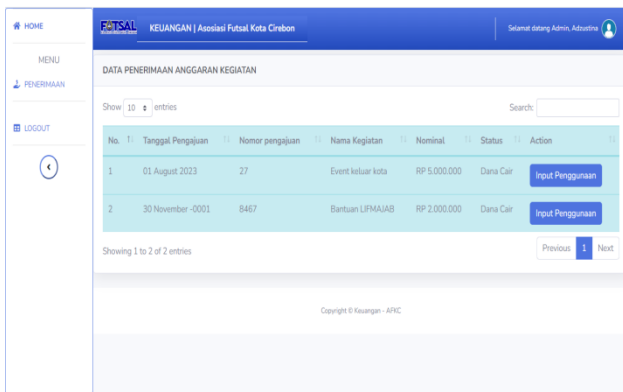 HOME
MENU
PENERIMAAN
LOGOUT
FUTSAL KEUANGAN | Asosiasi Futsal Kota Cirebon Selamat datang Admin, Adzustina
DATA PENERIMAAN ANGGARAN KEGIATAN
Show 10 entries Search:
No. Tanggal Pengajuan Nomor pengajuan Nama Kegiatan Nominal Status Action
1 01 August 2023 27 Event keluar kota RP 5.000.000 Dana Cair Input Penggunaan
2 30 November -0001 8467 Bantuan LIFMAJAB RP 2.000.000 Dana Cair Input Penggunaan
Showing 1 to 2 of 2 entries Previous 1 Next
Copyright © Keuangan - AFKC